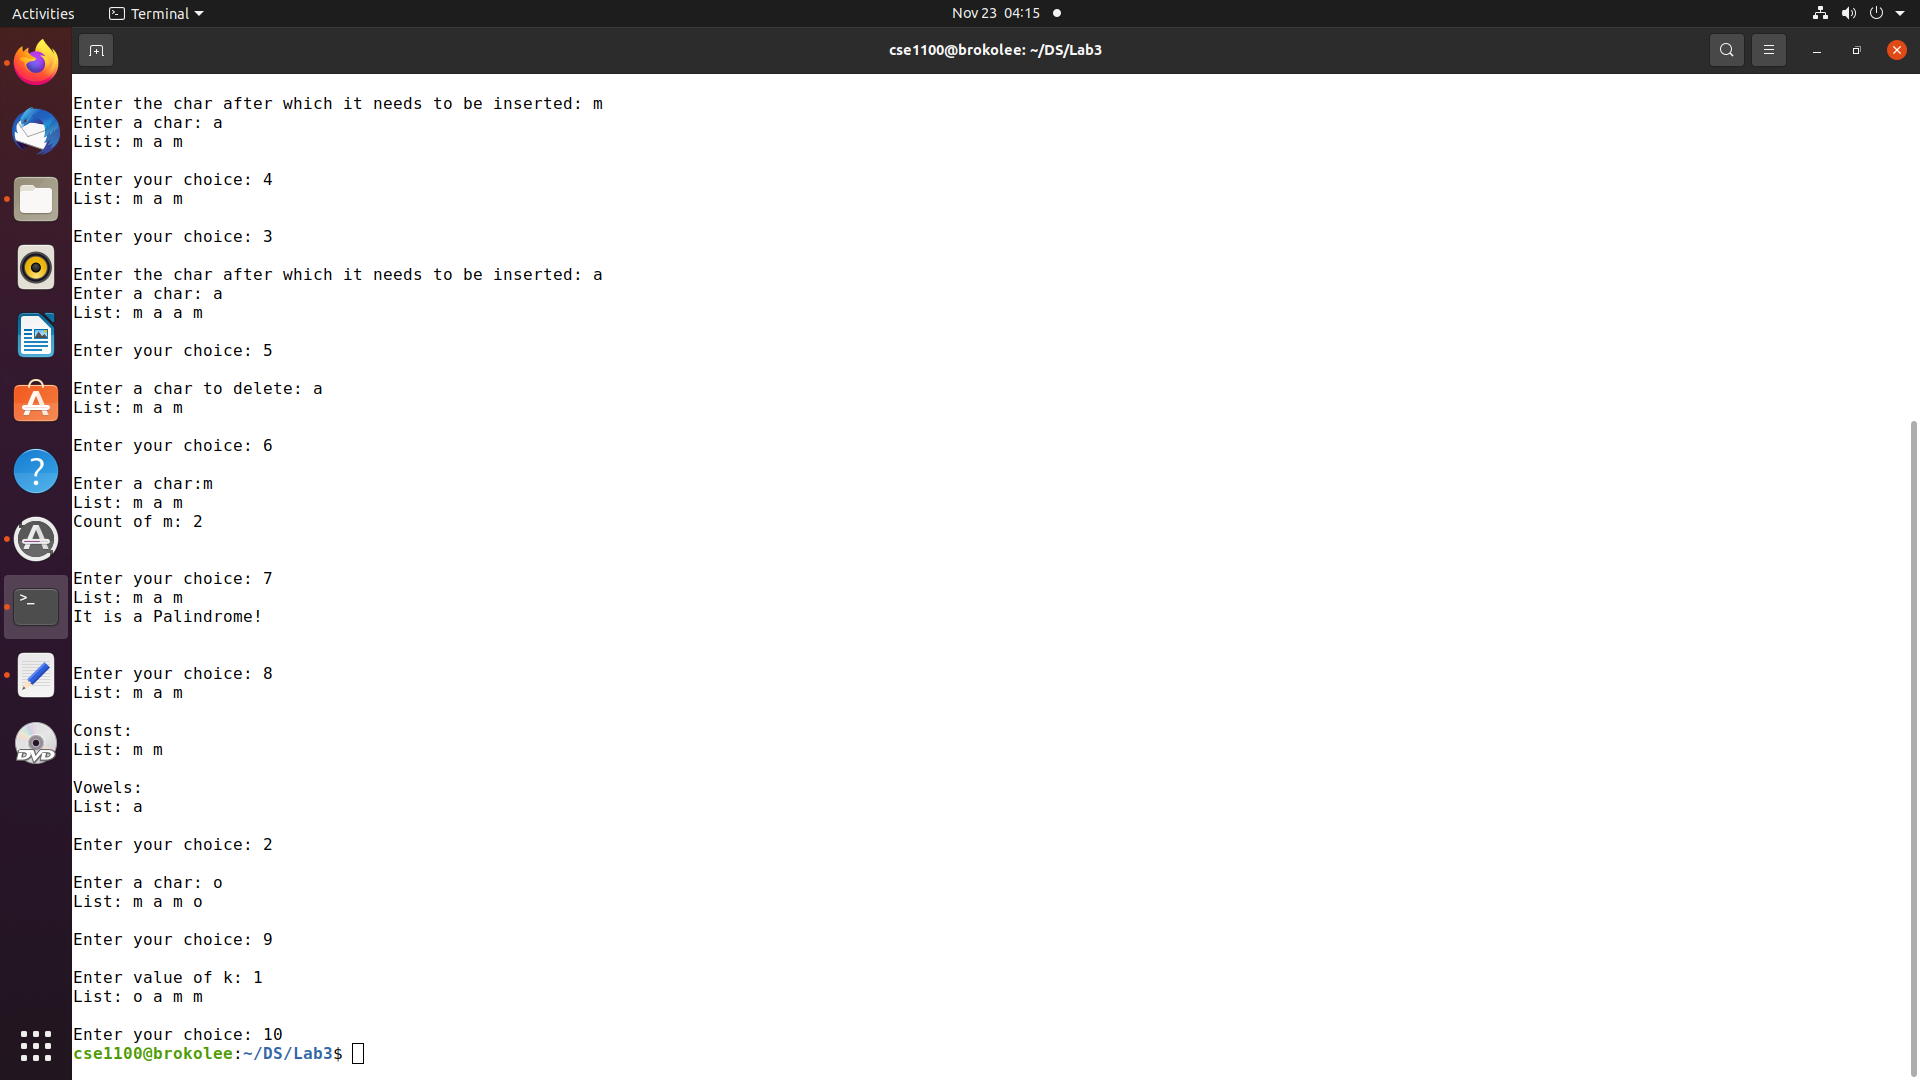 Activities
Terminal
Nov 23 04:15
cse1100@brokolee: ~/DS/Lab3
Enter the char after which it needs to be inserted: m
Enter a char: a
List: m a m
Enter your choice: 4
List: m a m
Enter your choice: 3
Enter the char after which it needs to be inserted: a
Enter a char: a
List: m a a m
Enter your choice: 5
Enter a char to delete: a
List: m a m
Enter your choice: 6
Enter a char:m
List: m a m
Count of m: 2
Enter your choice: 7
List: m a m
It is a Palindrome!
Enter your choice: 8
List: m a m
Const:
List: m m
Vowels:
List: a
Enter your choice: 2
Enter a char: o
List: m a m o
Enter your choice: 9
Enter value of k: 1
List: o a m m
Enter your choice: 10
cse1100@brokolee:~/DS/Lab3$
DVD